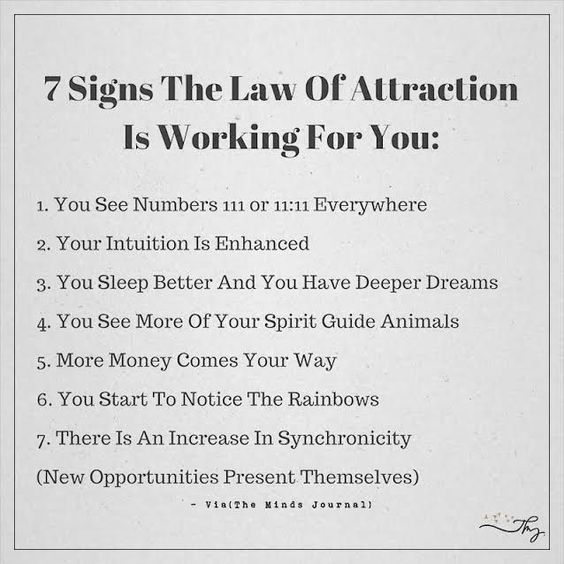 7 Signs The Law Of Attraction
Is Working For You:
1. You See Numbers 111 or 11:11 Everywhere
2. Your Intuition Is Enhanced
3. You Sleep Better And You Have Deeper Dreams
4. You See More Of Your Spirit Guide Animals
5. More Money Comes Your Way
6. You Start To Notice The Rainbows
7. There Is An Increase In Synchronicity
(New Opportunities Present Themselves)
- Via(The Minds Journal)